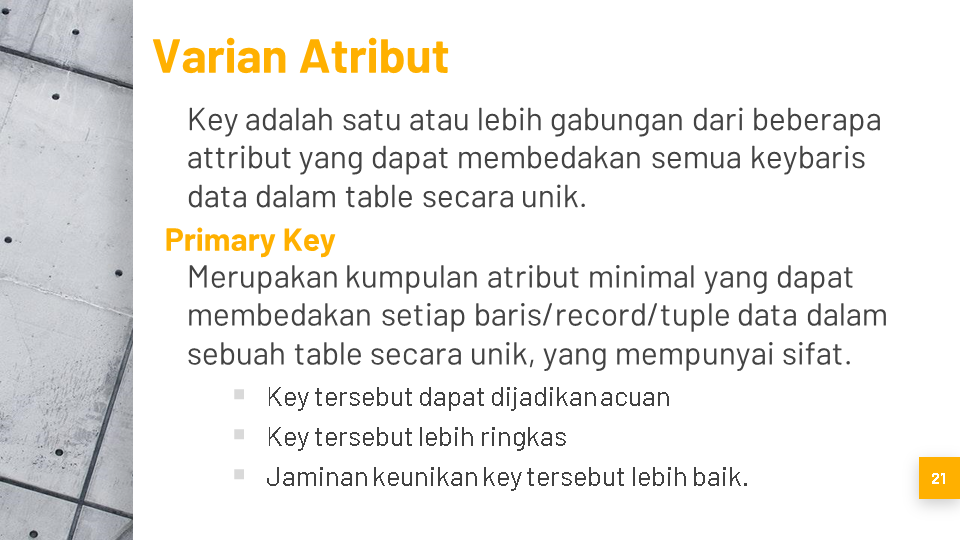 Varian Atribut
Key adalah satu atau lebih gabungan dari beberapa
attribut yang dapat membedakan semua keybaris
data dalam table secara unik.
Primary Key
Merupakan kumpulan atribut minimal yang dapat
membedakan setiap baris/record/tuple data dalam
sebuah table secara unik, yang mempunyai sifat.
Key tersebut dapat dijadikan acuan
Key tersebut lebih ringkas
Jaminan keunikan key tersebut lebih baik.
21